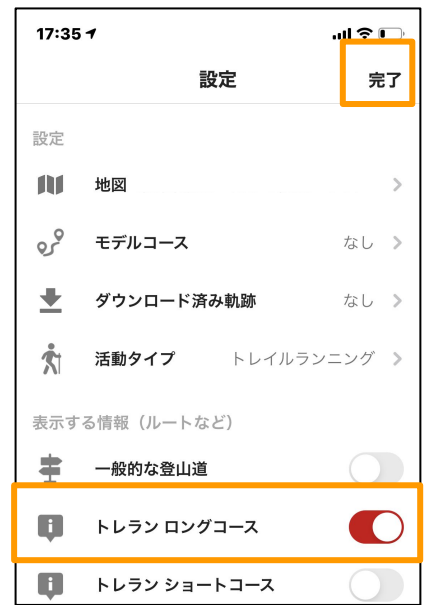 17:35
設定 完了
設定
地図
モデルコース なし
ダウンロード済み軌跡 なし
活動タイプ トレイルランニング
表示する情報（ルートなど）
一般的な登山道
トレラン ロングコース
トレラン ショートコース